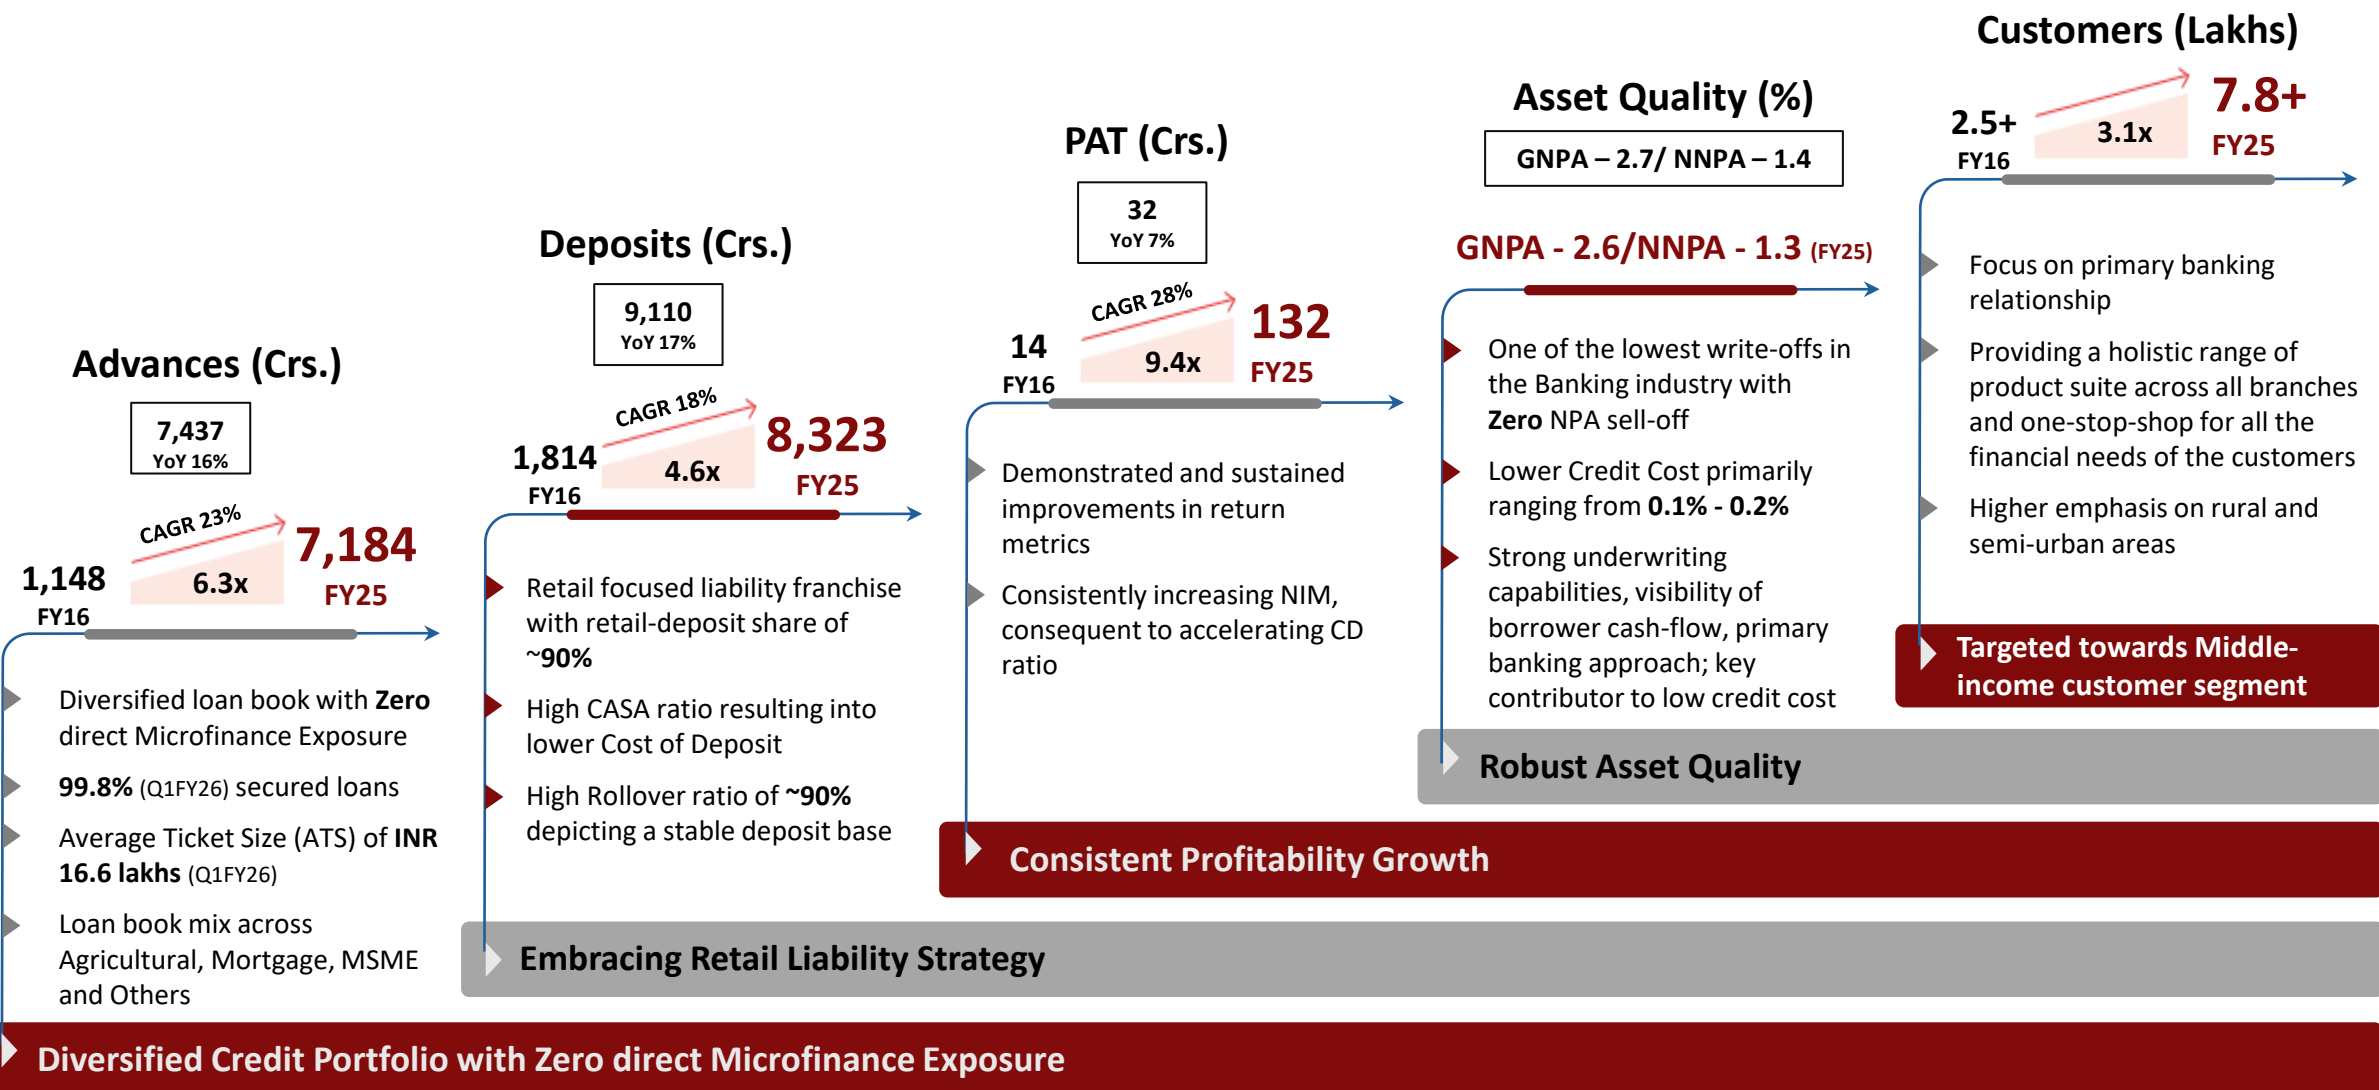 Advances (Crs.)
7,437
YoY 16%
CAGR 23%
1,148
FY16
6.3x
7,184
FY25
Diversified loan book with Zero
direct Microfinance Exposure
99.8% (Q1FY26) secured loans
Average Ticket Size (ATS) of INR
16.6 lakhs (Q1FY26)
Loan book mix across
Agricultural, Mortgage, MSME
and Others
Diversified Credit Portfolio with Zero direct Microfinance Exposure
Deposits (Crs.)
9,110
YoY 17%
CAGR 18%
1,814
FY16
4.6x
8,323
FY25
Retail focused liability franchise
with retail-deposit share of
~90%
High CASA ratio resulting into
lower Cost of Deposit
High Rollover ratio of ~90%
depicting a stable deposit base
Embracing Retail Liability Strategy
PAT (Crs.)
32
YoY 7%
CAGR 28%
14
FY16
9.4x
132
FY25
Demonstrated and sustained
improvements in return
metrics
Consistently increasing NIM,
consequent to accelerating CD
ratio
Consistent Profitability Growth
Asset Quality (%)
GNPA – 2.7/ NNPA – 1.4
GNPA - 2.6/NNPA - 1.3 (FY25)
One of the lowest write-offs in
the Banking industry with
Zero NPA sell-off
Lower Credit Cost primarily
ranging from 0.1% - 0.2%
Strong underwriting
capabilities, visibility of
borrower cash-flow, primary
banking approach; key
contributor to low credit cost
Robust Asset Quality
Customers (Lakhs)
2.5+
FY16
3.1x
7.8+
FY25
Focus on primary banking
relationship
Providing a holistic range of
product suite across all branches
and one-stop-shop for all the
financial needs of the customers
Higher emphasis on rural and
semi-urban areas
Targeted towards Middle-
income customer segment